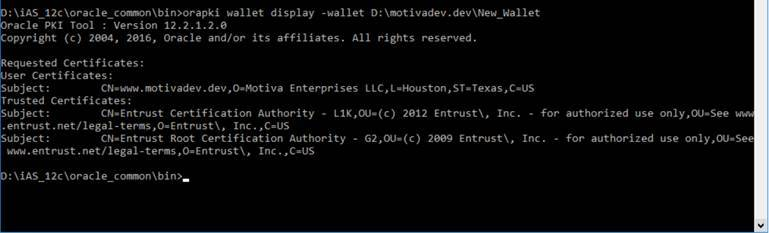 D:\iAS_12c\oracle_common\bin>orapki wallet display -wallet D:\motivadev.dev\New_Wallet
Oracle PKI Tool : Version 12.2.1.2.0
Copyright (c) 2004, 2016, Oracle and/or its affiliates. All rights reserved.
Requested Certificates:
User Certificates:
Subject:        CN=www.motivadev.dev,O=Motiva Enterprises LLC,L=Houston,ST=Texas,C=US
Trusted Certificates:
Subject:        CN=Entrust Certification Authority - L1K,OU=(c) 2012 Entrust\, Inc. - for authorized use only,OU=See www
.entrust.net/legal-terms,O=Entrust\, Inc.,C=US
Subject:        CN=Entrust Root Certification Authority - G2,OU=(c) 2009 Entrust\, Inc. - for authorized use only,OU=See
 www.entrust.net/legal-terms,O=Entrust\, Inc.,C=US
D:\iAS_12c\oracle_common\bin>